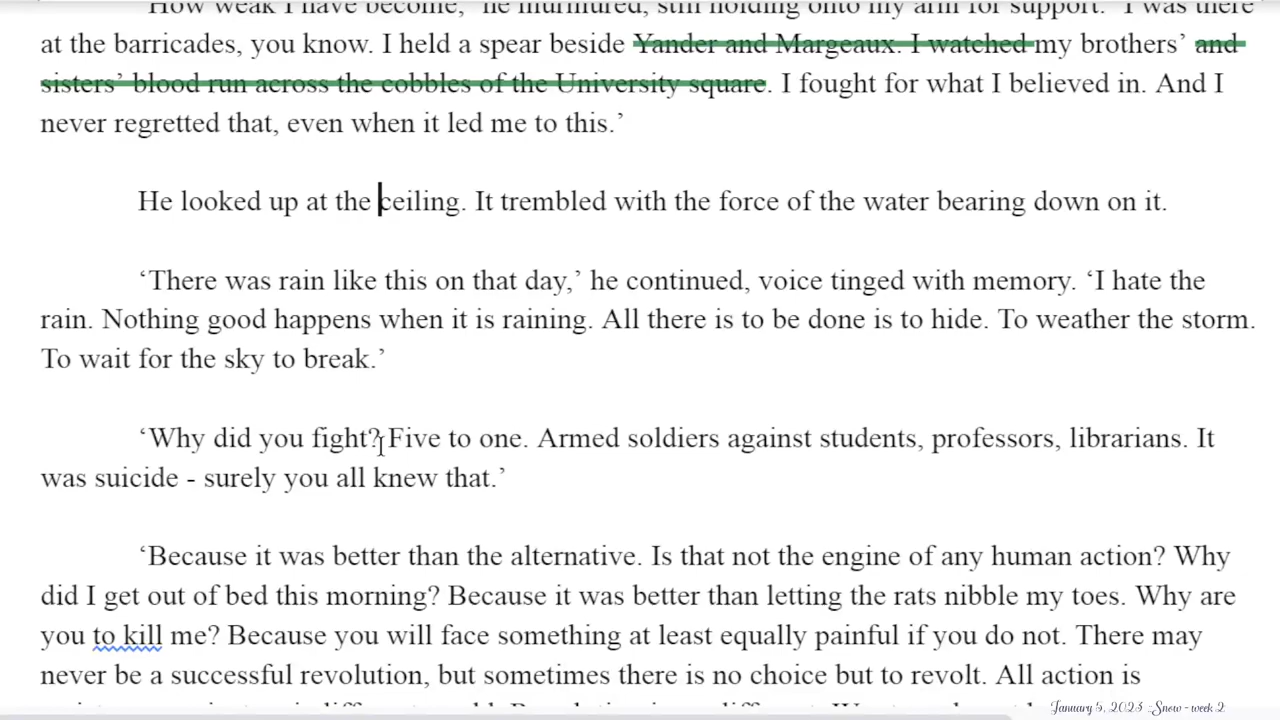 ‘How weak I have become,’ he murmured, still holding onto my arm for support. ‘I was there
at the barricades, you know. I held a spear beside Yander and Margeaux. I watched my brothers’ and
sisters’ blood run across the cobbles of the University square. I fought for what I believed in. And I
never regretted that, even when it led me to this.’
He looked up at the ceiling. It trembled with the force of the water bearing down on it.
‘There was rain like this on that day,’ he continued, voice tinged with memory. ‘I hate the
rain. Nothing good happens when it is raining. All there is to be done is to hide. To weather the storm.
To wait for the sky to break.’
‘Why did you fight? Five to one. Armed soldiers against students, professors, librarians. It
was suicide - surely you all knew that.’
‘Because it was better than the alternative. Is that not the engine of any human action? Why
did I get out of bed this morning? Because it was better than letting the rats nibble my toes. Why are
you to kill me? Because you will face something at least equally painful if you do not. There may
never be a successful revolution, but sometimes there is no choice but to revolt. All action is
January 5, 2023 - Snow - week 2